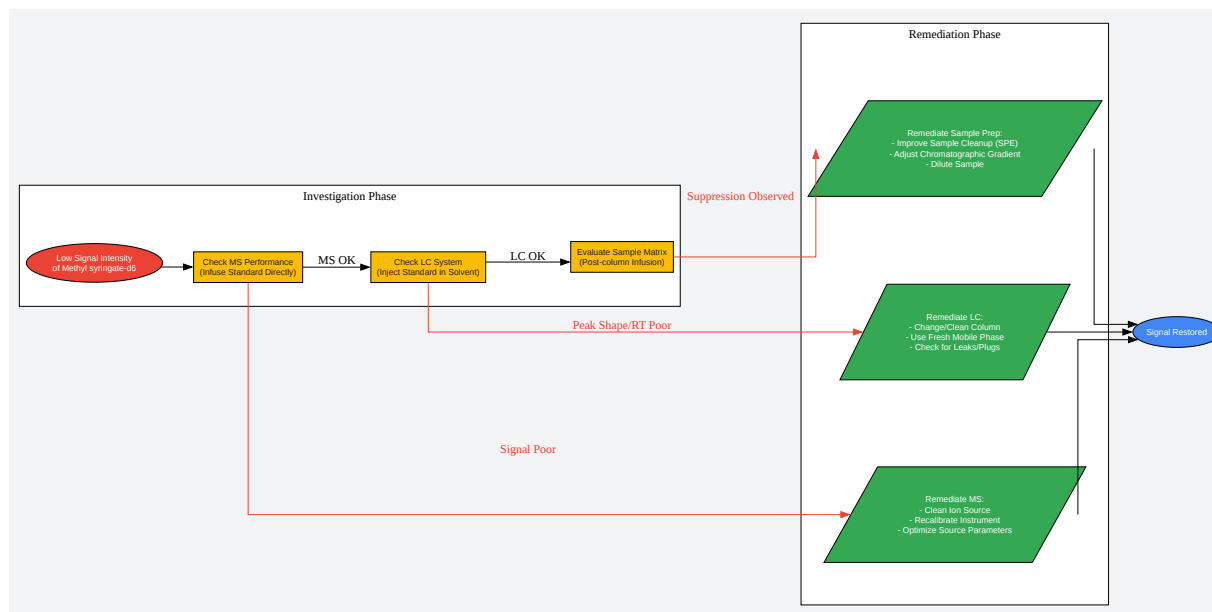 Remediation Phase
Remediate Sample Prep:
- Improve Sample Cleanup (SPE)
- Adjust Chromatographic Gradient
- Dilute Sample
Investigation Phase
Suppression Observed
Low Signal Intensity
of Methyl syringate-d6
Check MS Performance
(Infuse Standard Directly)
MS OK
Check LC System
(Inject Standard in Solvent)
LC OK
Evaluate Sample Matrix
(Post-column Infusion)
Peak Shape/RT Poor
Remediate LC:
- Change/Clean Column
- Use Fresh Mobile Phase
- Check for Leaks/Plugs
Signal Restored
Signal Poor
Remediate MS:
- Clean Ion Source
- Recalibrate Instrument
- Optimize Source Parameters